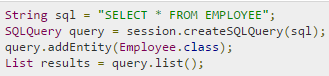 String sql = "SELECT * FROM EMPLOYEE";
SQLQuery query = session.createSQLQuery(sql);
query.addEntity(Employee.class);
List results = query.list();